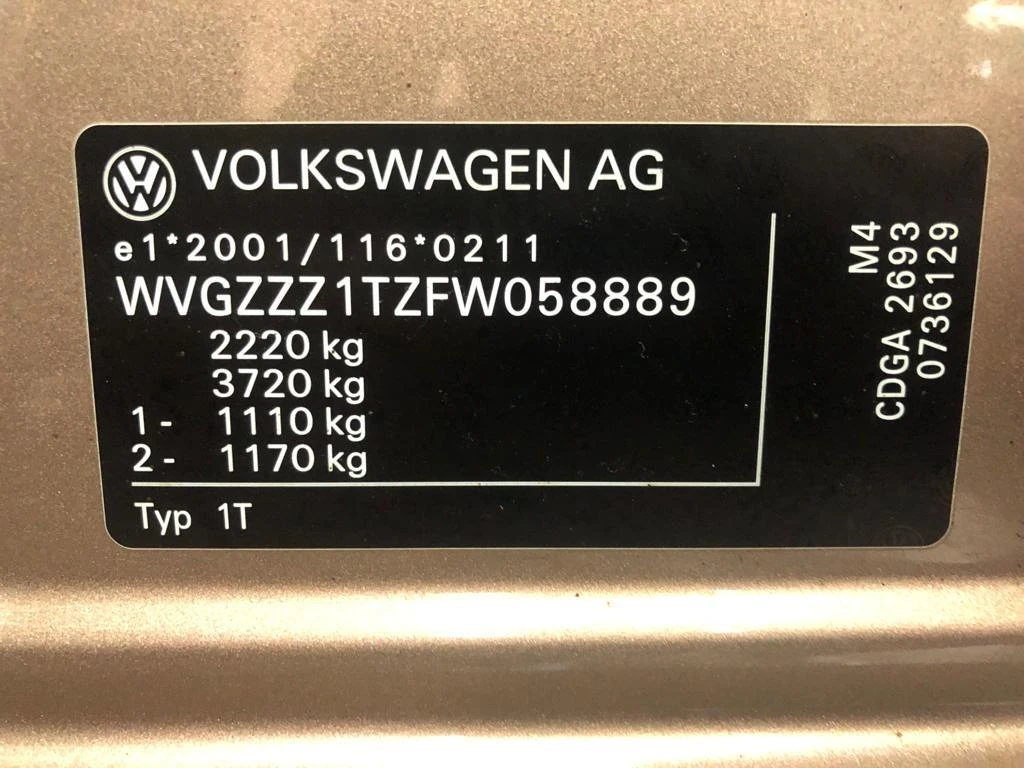 VOLKSWAGEN AG
e1*2001/116*0211
WVGZZZ1TZFW058889
2220 kg
3720 kg
1- 1110 kg
2- 1170 kg
Typ 1T
M4
CDGA 2693
0736129